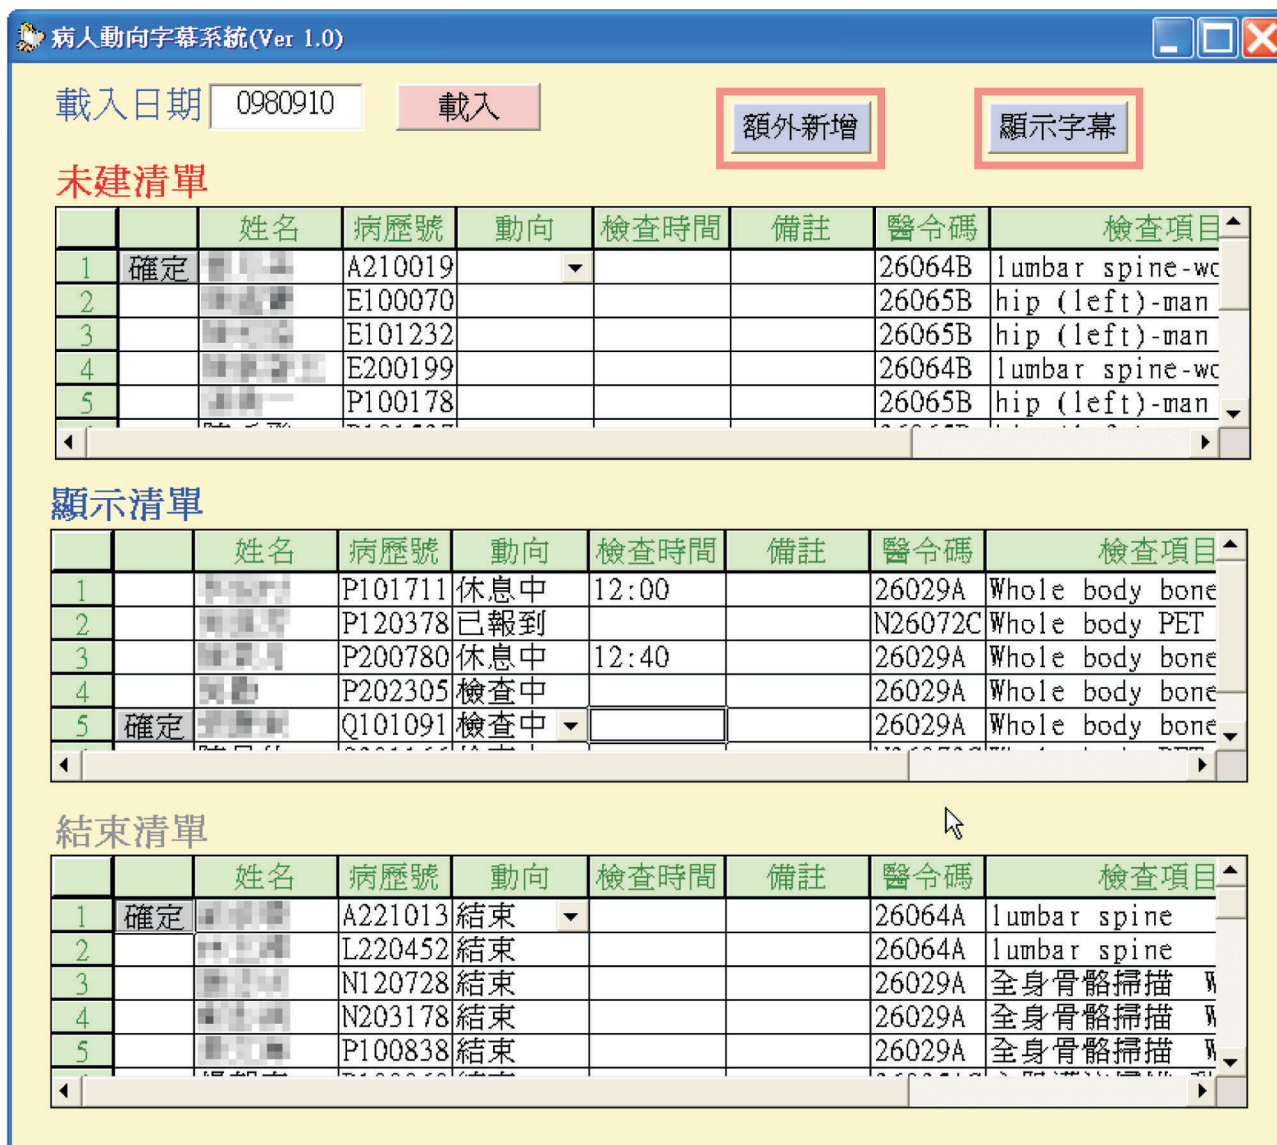 病人動向字幕系統(Ver 1.0)
載入日期 0980910 載入 額外新增 顯示字幕
未建清單
姓名 病歷號 動向 檢查時間 備註 醫令碼 檢查項目
1 確定 A210019 26064B lumbar spine-wo
2 E100070 26065B hip (left)-man
3 E101232 26065B hip (left)-man
4 E200199 26064B lumbar spine-wo
5 P100178 26065B hip (left)-man
顯示清單
姓名 病歷號 動向 檢查時間 備註 醫令碼 檢查項目
1 P101711 休息中 12:00 26029A Whole body bone
2 P120378 已報到 N26072C Whole body PET
3 P200780 休息中 12:40 26029A Whole body bone
4 P202305 檢查中 26029A Whole body bone
5 確定 Q101091 檢查中 26029A Whole body bone
結束清單
姓名 病歷號 動向 檢查時間 備註 醫令碼 檢查項目
1 確定 A221013 結束 26064A lumbar spine
2 L220452 結束 26064A lumbar spine
3 N120728 結束 26029A 全身骨骼掃描 W
4 N203178 結束 26029A 全身骨骼掃描 W
5 P100838 結束 26029A 全身骨骼掃描 W